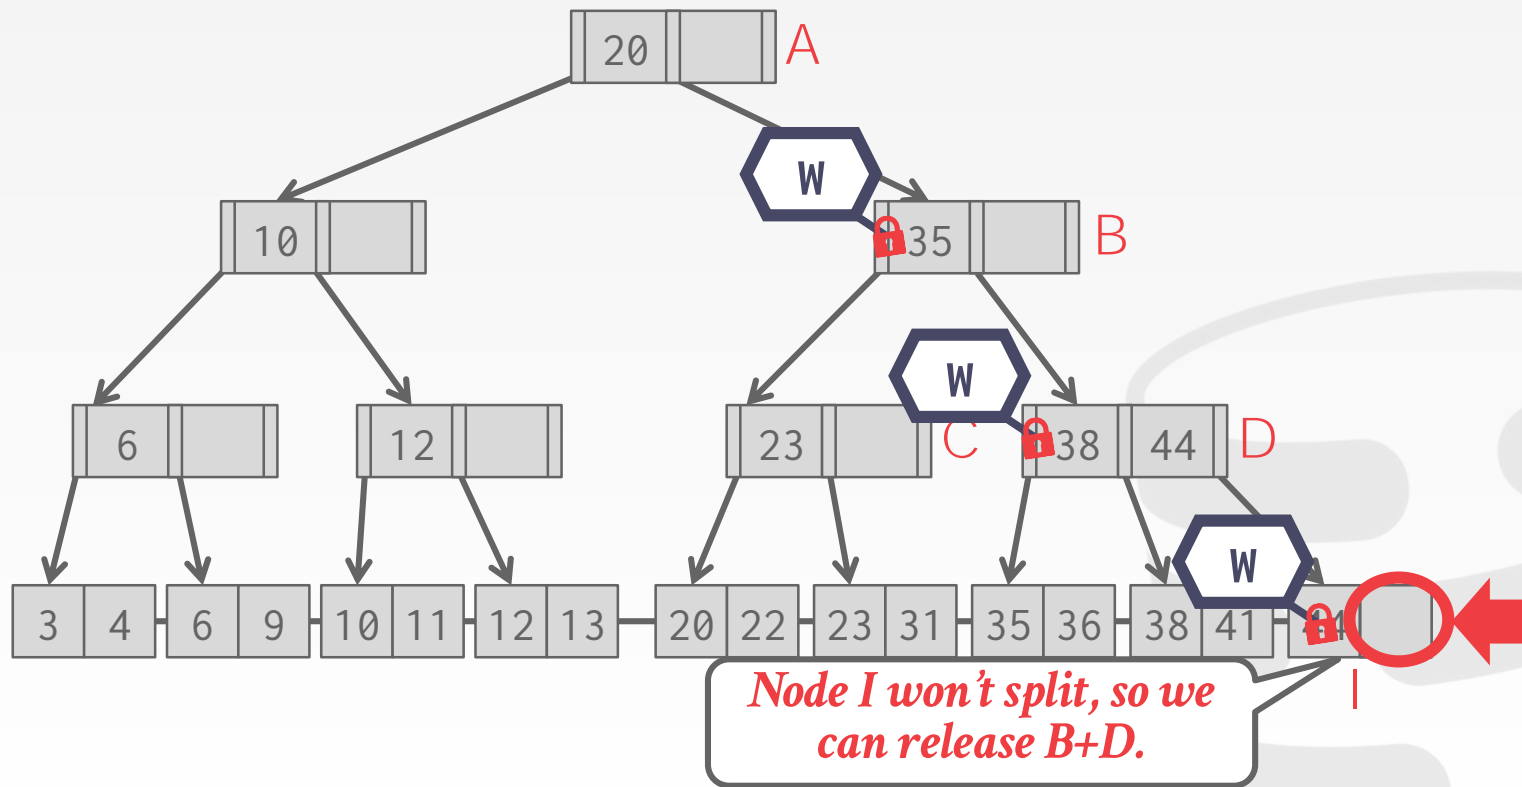 20 A
W
10 35 B
W
6 12 23 C 38 44 D
W
3 4 6 9 10 11 12 13 20 22 23 31 35 36 38 41 44
I
Node I won't split, so we
can release B+D.